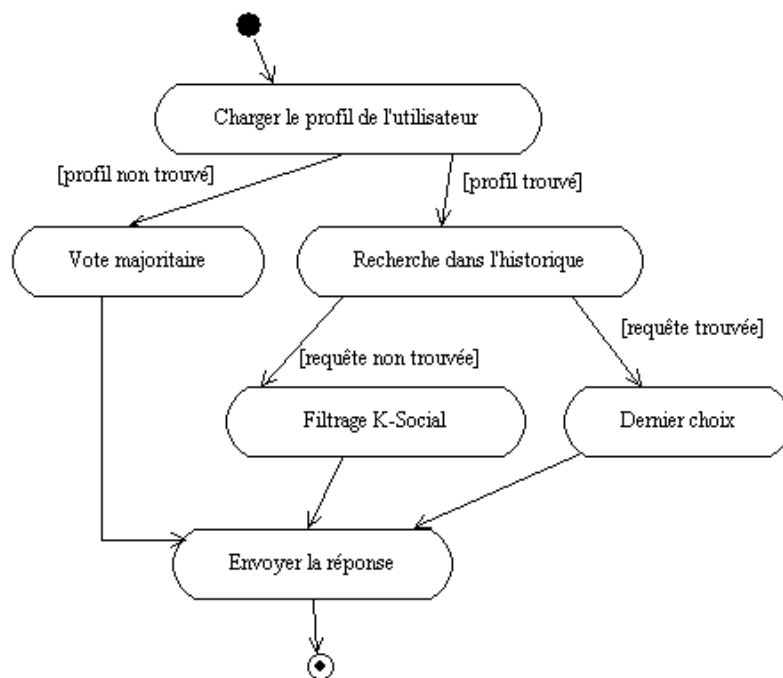 Charger le profil de l'utilisateur
[profil non trouvé]
[profil trouvé]
Vote majoritaire
Recherche dans l'historique
[requête non trouvée]
[requête trouvée]
Filtrage K-Social
Dernier choix
Envoyer la réponse